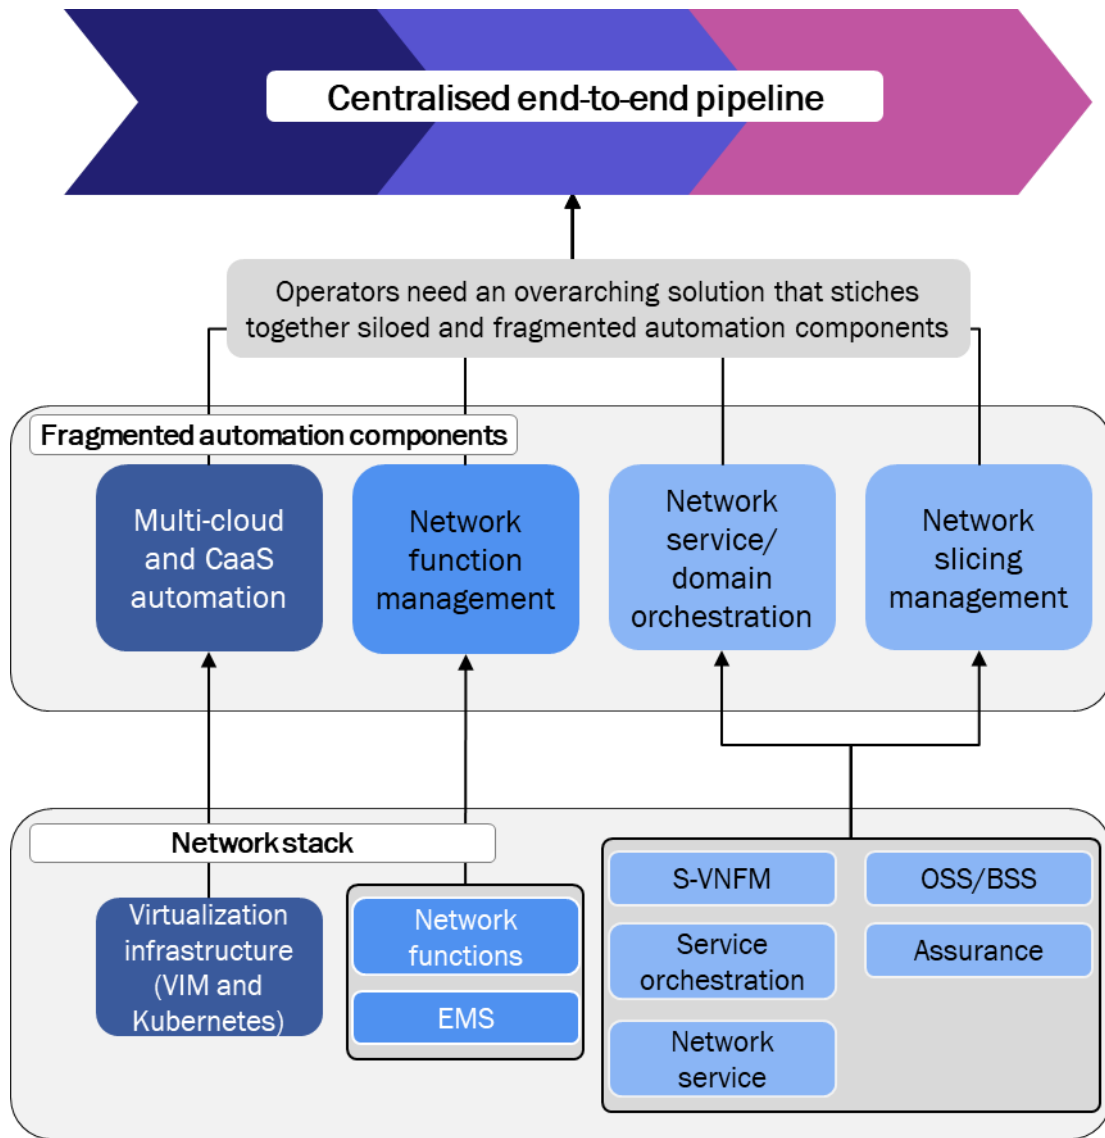 Centralised end-to-end pipeline
Operators need an overarching solution that stiches
together siloed and fragmented automation components
Fragmented automation components
Multi-cloud
and CaaS
automation
Network
function
management
Network
service/
domain
orchestration
Network
slicing
management
Network stack
Virtualization
infrastructure
(VIM and
Kubernetes)
Network
functions
EMS
S-VNFM
OSS/BSS
Service
orchestration
Assurance
Network
service